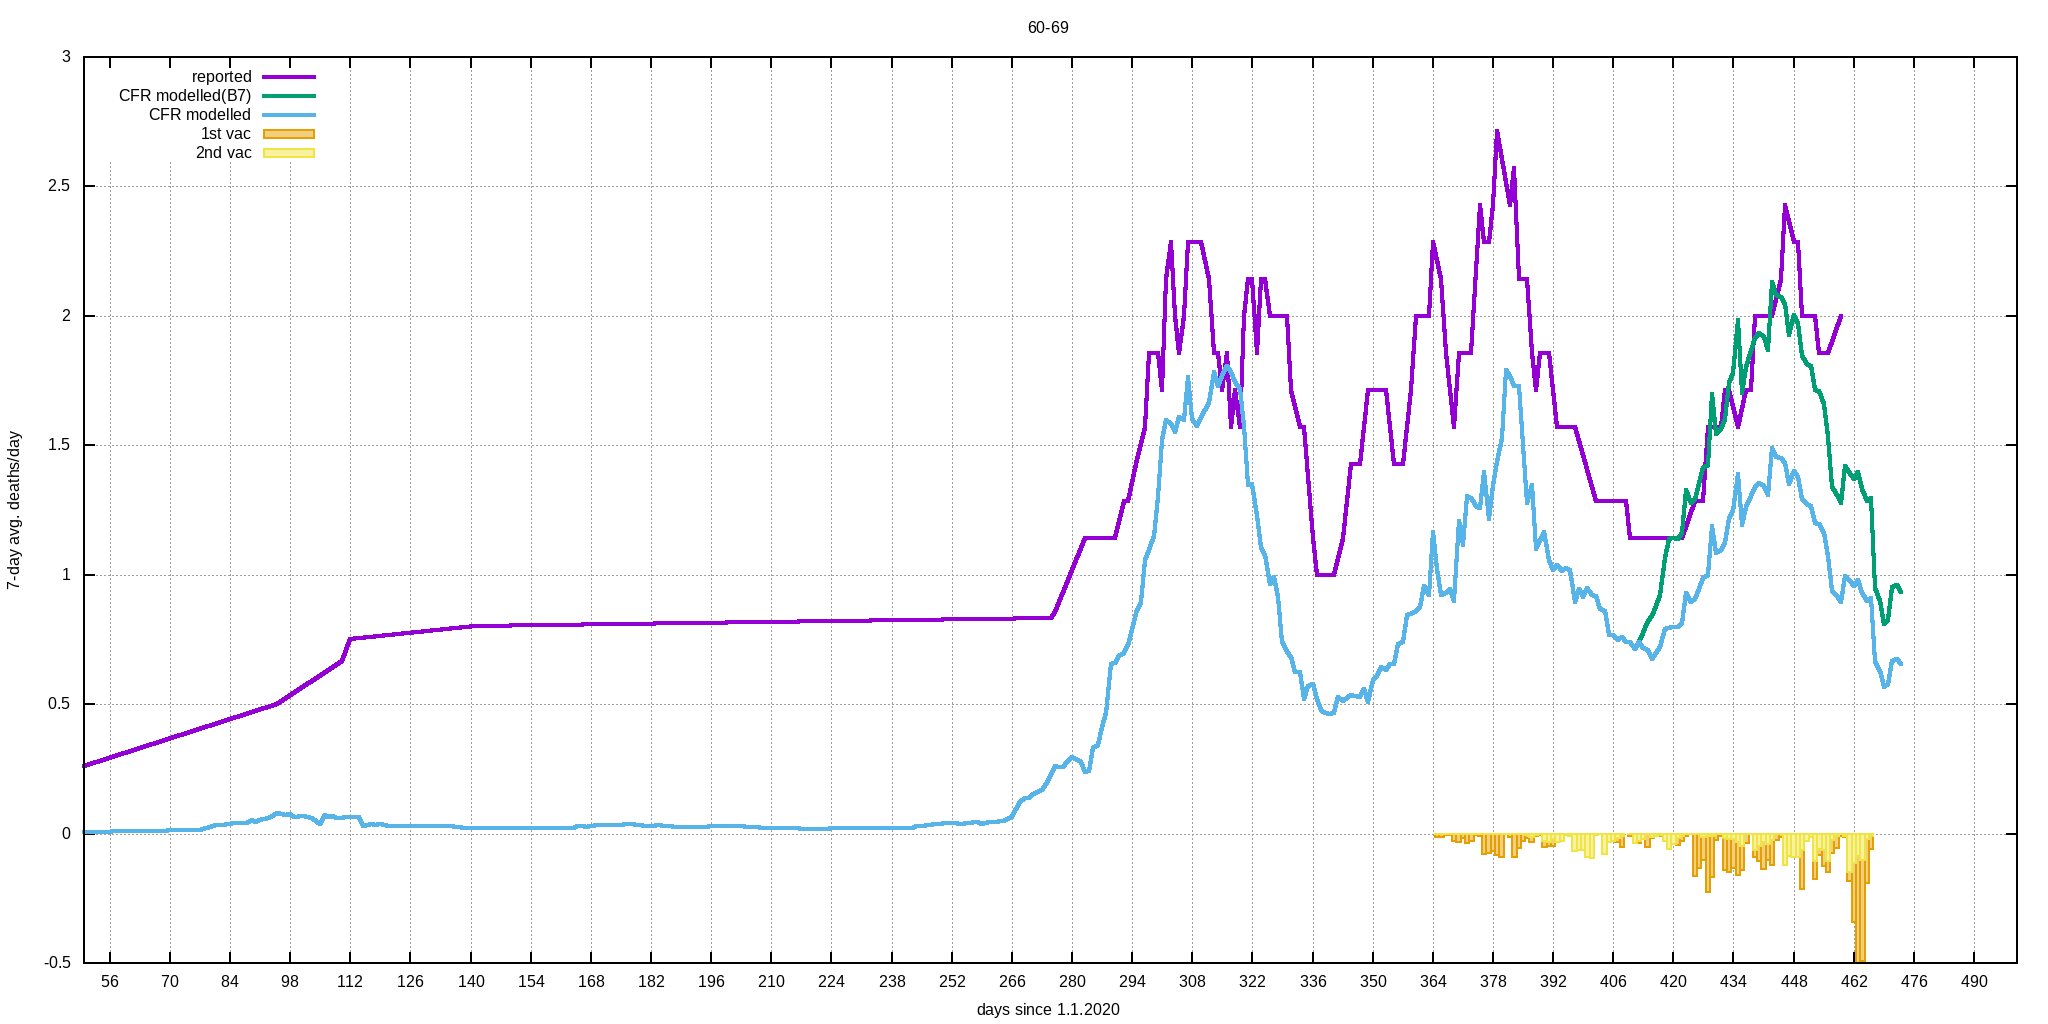 60-69
reported
CFR modelled(B7)
CFR modelled
1st vac
2nd vac
3
2.5
2
1.5
1
0.5
0
-0.5
7-day avg. deaths/day
56 70 84 98 112 126 140 154 168 182 196 210 224 238 252 266 280 294 308 322 336 350 364 378 392 406 420 434 448 462 476 490
days since 1.1.2020